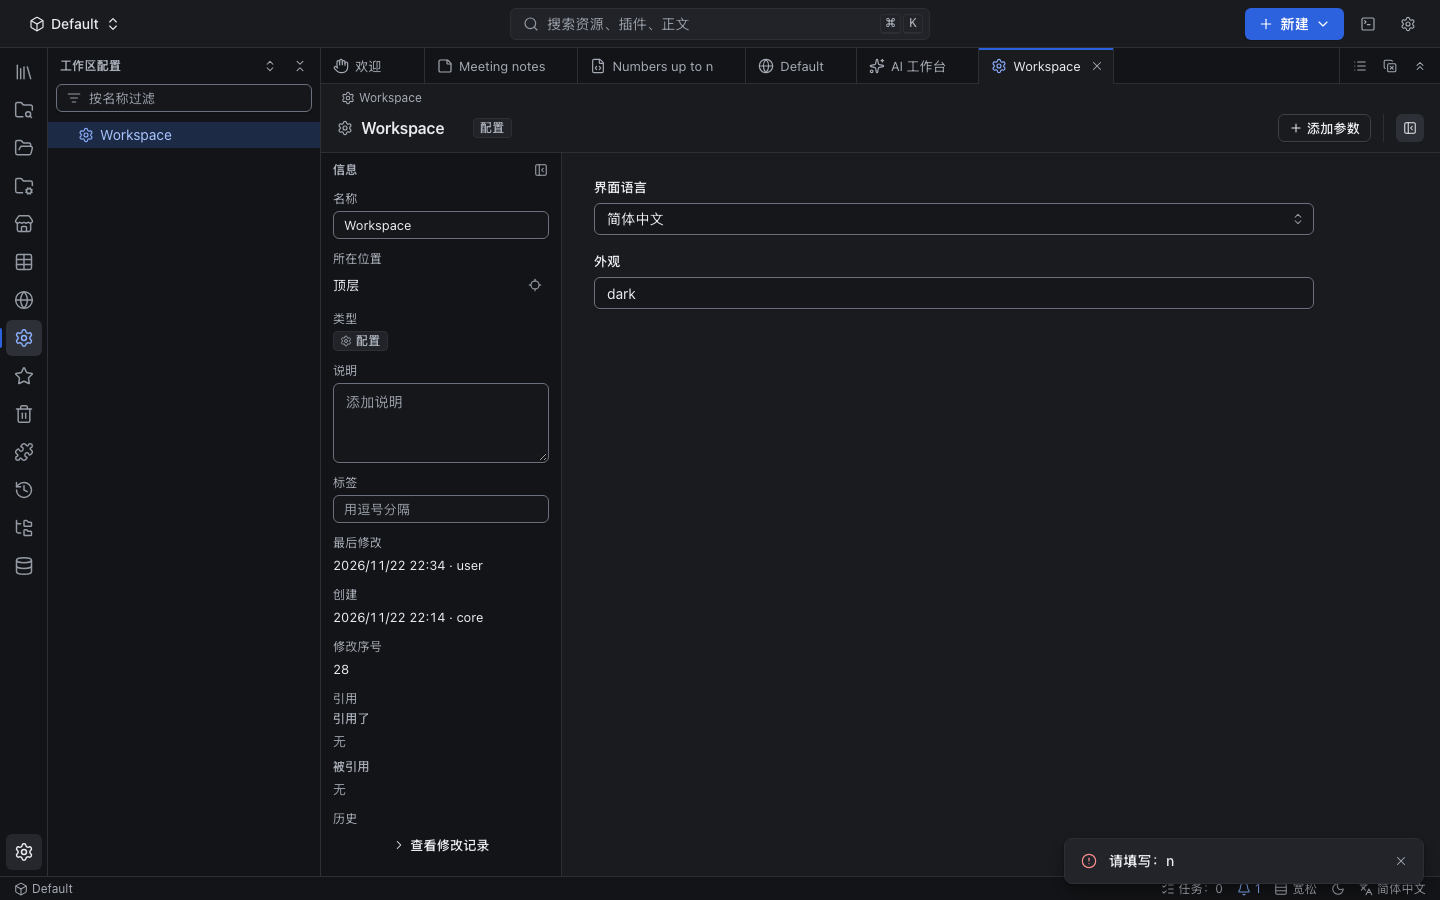 Default
搜索资源、插件、正文
⌘ K
新建
工作区配置
按名称过滤
Workspace
欢迎
Meeting notes
Numbers up to n
Default
AI 工作台
Workspace
Workspace
Workspace
配置
添加参数
信息
名称
Workspace
所在位置
顶层
类型
配置
说明
添加说明
标签
用逗号分隔
最后修改
2026/11/22 22:34 · user
创建
2026/11/22 22:14 · core
修改序号
28
引用
引用了
无
被引用
无
历史
查看修改记录
界面语言
简体中文
外观
dark
请填写：n
Default
任务：0
1
宽松
简体中文